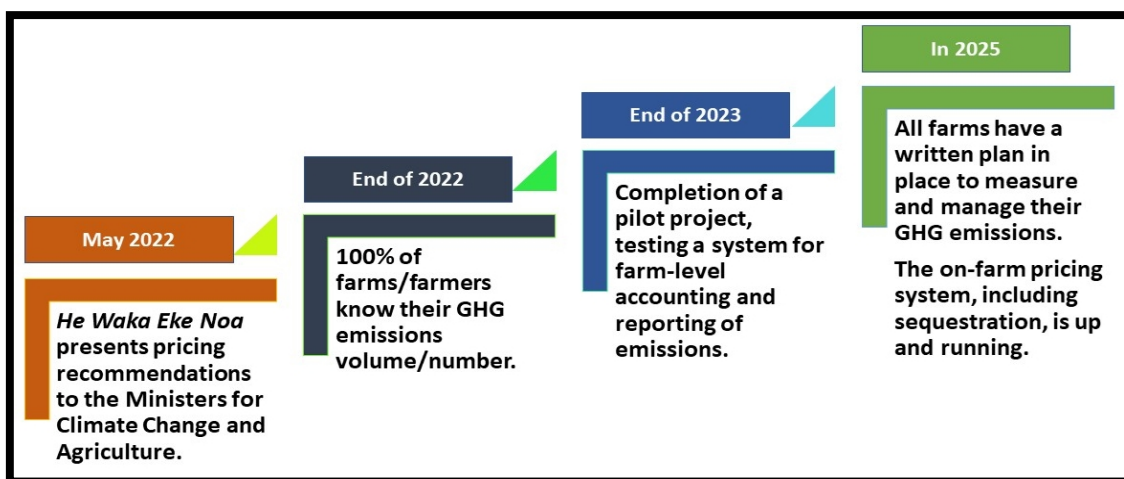 May 2022
He Waka Eke Noa
presents pricing
recommendations
to the Ministers for
Climate Change and
Agriculture.
End of 2022
100% of
farms/farmers
know their GHG
emissions
volume/number.
End of 2023
Completion of a
pilot project,
testing a system for
farm-level
accounting and
reporting of
emissions.
In 2025
All farms have a
written plan in
place to measure
and manage their
GHG emissions.
The on-farm pricing
system, including
sequestration, is up
and running.